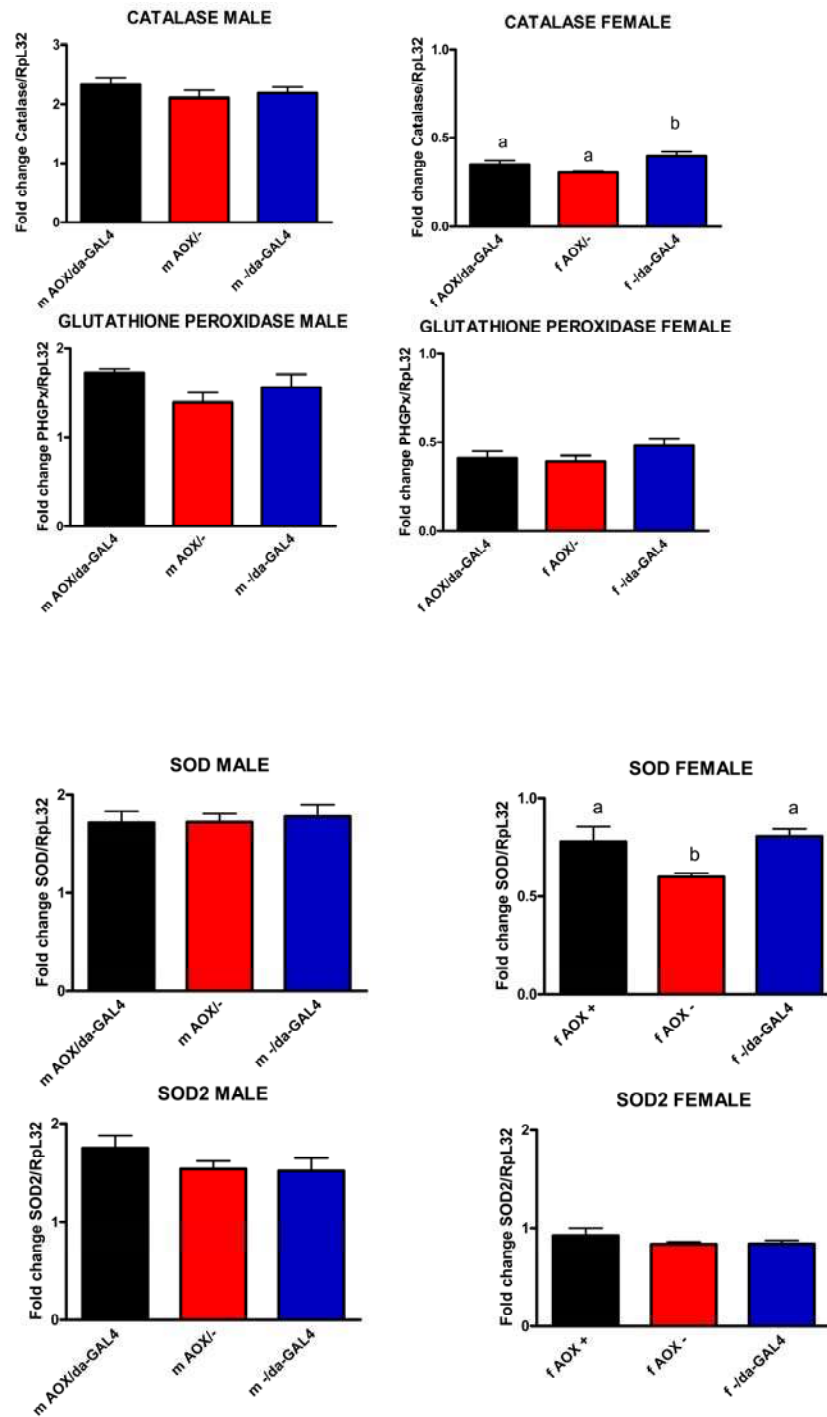 CATALASE MALE
Fold change Catalase/RpL32
3
2
1
0
m AOX/da-GAL4
m AOX/-
m -/da-GAL4
CATALASE FEMALE
Fold change Catalase/RpL32
1.0
0.5
0.0
a
a
b
f AOX/da-GAL4
f AOX/-
f -/da-GAL4
GLUTATHIONE PEROXIDASE MALE
Fold change PHGPx/RpL32
2
1
0
m AOX/da-GAL4
m AOX/-
m -/da-GAL4
GLUTATHIONE PEROXIDASE FEMALE
Fold change PHGPx/RpL32
1.0
0.5
0.0
f AOX/da-GAL4
f AOX/-
f -/da-GAL4
SOD MALE
Fold change SOD/RpL32
2
1
0
m AOX/da-GAL4
m AOX/-
m -/da-GAL4
SOD FEMALE
Fold change SOD/RpL32
1.0
0.5
0.0
a
b
a
f AOX +
f AOX -
f -/da-GAL4
SOD2 MALE
Fold change SOD2/RpL32
2
1
0
m AOX/da-GAL4
m AOX/-
m -/da-GAL4
SOD2 FEMALE
Fold change SOD2/RpL32
2
1
0
f AOX +
f AOX -
f -/da-GAL4